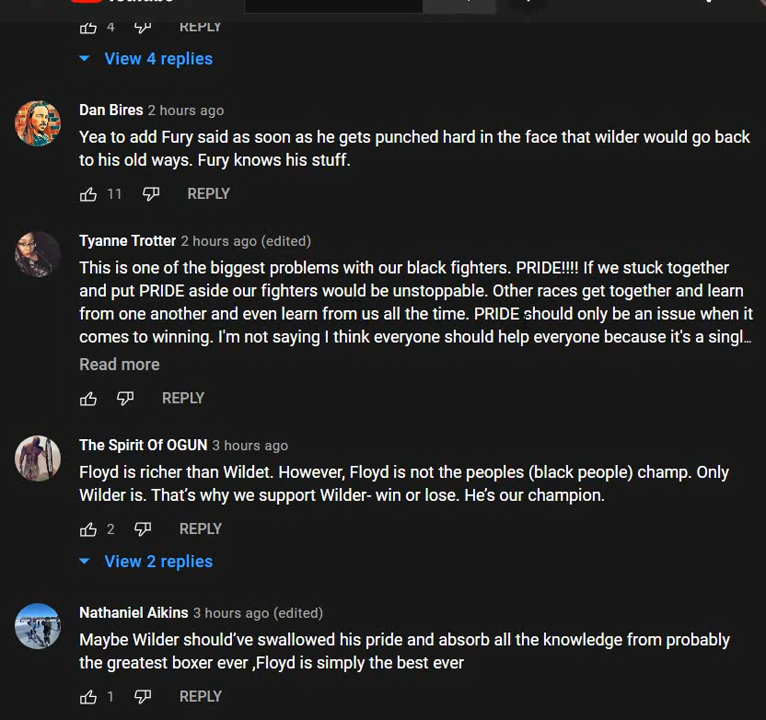 4 REPLY
View 4 replies
Dan Bires 2 hours ago
Yea to add Fury said as soon as he gets punched hard in the face that wilder would go back
to his old ways. Fury knows his stuff.
11 REPLY
Tyanne Trotter 2 hours ago (edited)
This is one of the biggest problems with our black fighters. PRIDE!!!! If we stuck together
and put PRIDE aside our fighters would be unstoppable. Other races get together and learn
from one another and even learn from us all the time. PRIDE should only be an issue when it
comes to winning. I'm not saying I think everyone should help everyone because it's a singl…
Read more
REPLY
The Spirit Of OGUN 3 hours ago
Floyd is richer than Wildet. However, Floyd is not the peoples (black people) champ. Only
Wilder is. That's why we support Wilder- win or lose. He's our champion.
2 REPLY
View 2 replies
Nathaniel Aikins 3 hours ago (edited)
Maybe Wilder should've swallowed his pride and absorb all the knowledge from probably
the greatest boxer ever ,Floyd is simply the best ever
1 REPLY